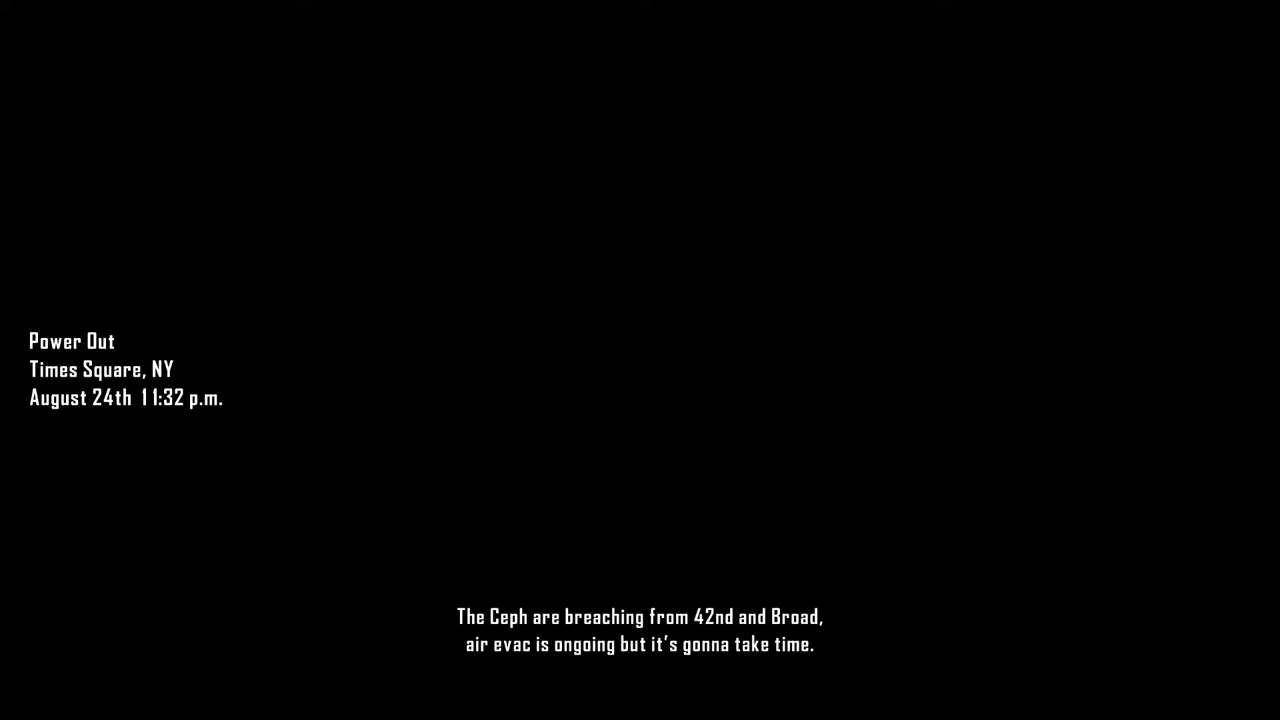 Power Out
Times Square, NY
August 24th 11:32 p.m.
The Ceph are breaching from 42nd and Broad,
air evac is ongoing but it's gonna take time.